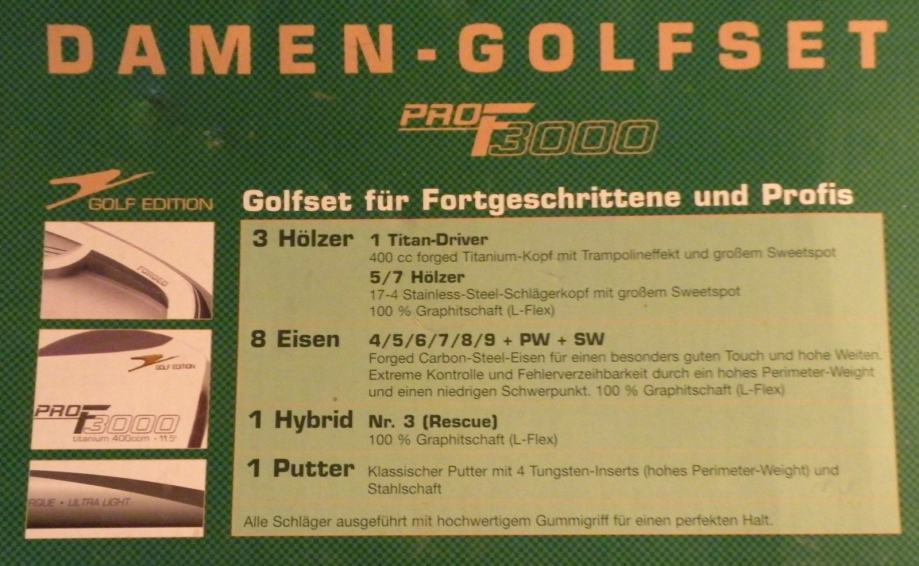 DAMEN-GOLFSET
PRO F3000
GOLF EDITION
Golfset für Fortgeschrittene und Profis
3 Hölzer 1 Titan-Driver
400 cc forged Titanium-Kopf mit Trampolineffekt und großem Sweetspot
5/7 Hölzer
17-4 Stainless-Steel-Schlägerkopf mit großem Sweetspot
100 % Graphitschaft (L-Flex)
8 Eisen 4/5/6/7/8/9 + PW + SW
Forged Carbon-Steel-Eisen für einen besonders guten Touch und hohe Weiten.
Extreme Kontrolle und Fehlerverzeihbarkeit durch ein hohes Perimeter-Weight
und einen niedrigen Schwerpunkt. 100 % Graphitschaft (L-Flex)
1 Hybrid Nr. 3 (Rescue)
100 % Graphitschaft (L-Flex)
1 Putter Klassischer Putter mit 4 Tungsten-Inserts (hohes Perimeter-Weight) und
Stahlschaft
Alle Schläger ausgeführt mit hochwertigem Gummigriff für einen perfekten Halt.
FORGED
GOLF EDITION
PRO F3000
titanium 400ccm · 11.5°
RQUE · ULTRA LIGHT